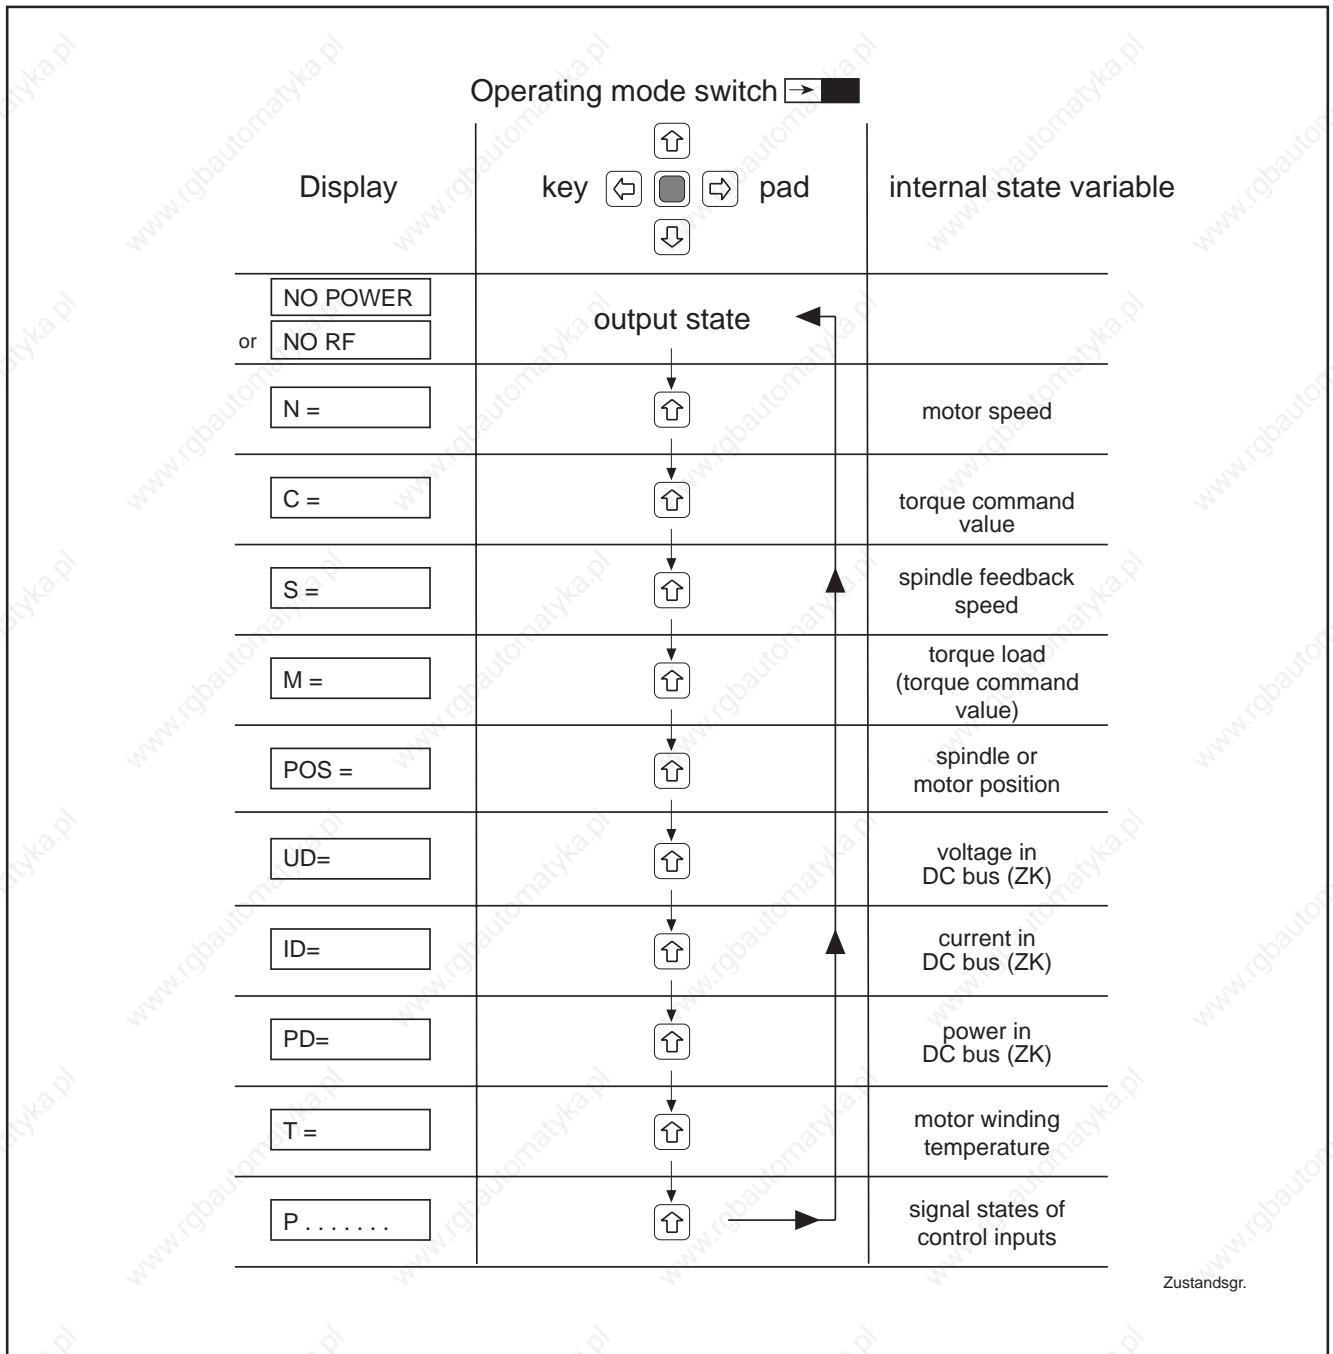 Operating mode switch
Display
key pad
internal state variable
NO POWER
or NO RF
output state
N =
motor speed
C =
torque command
value
S =
spindle feedback
speed
M =
torque load
(torque command
value)
POS =
spindle or
motor position
UD=
voltage in
DC bus (ZK)
ID=
current in
DC bus (ZK)
PD=
power in
DC bus (ZK)
T =
motor winding
temperature
P . . . . . . .
signal states of
control inputs
Zustandsgr.
www.rgbautomatyka.pl